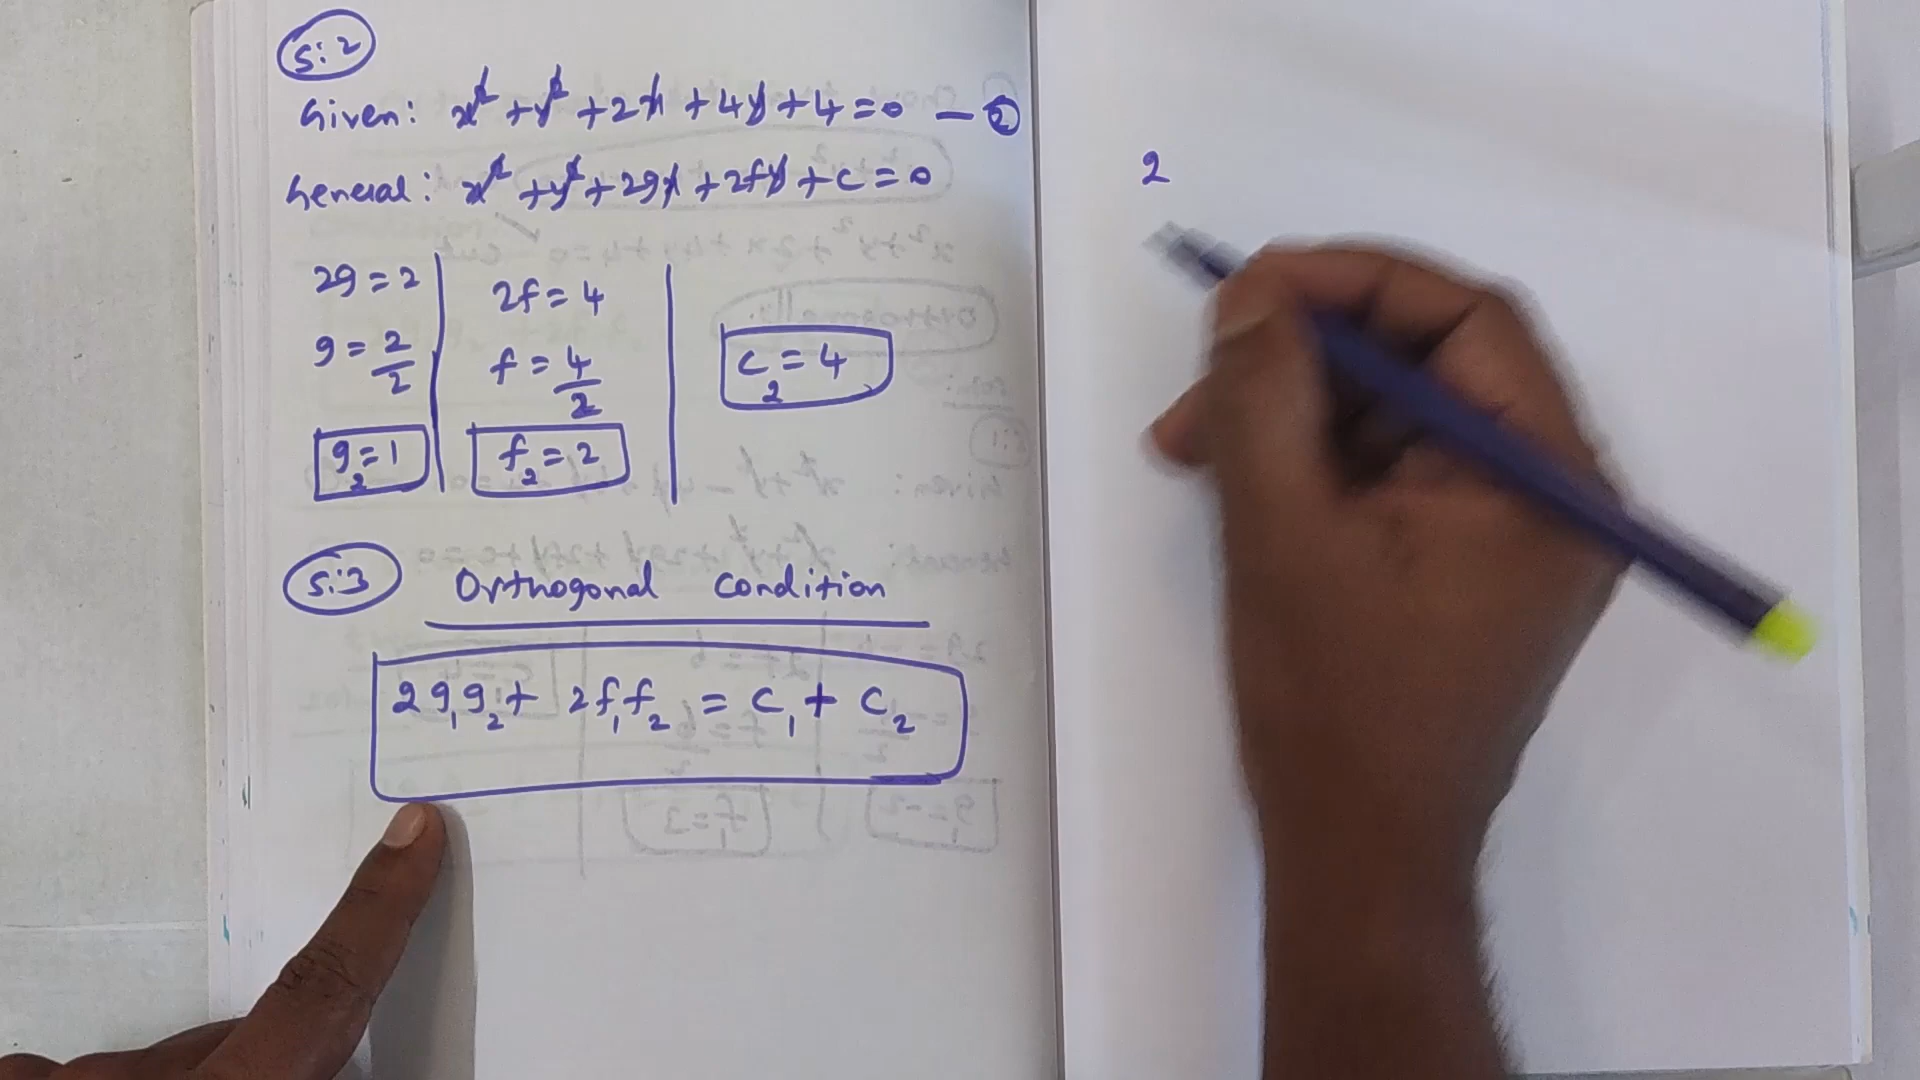 S:2
Given: x² + y² + 2x + 4y + 4 = 0 — ②
General: x² + y² + 2gx + 2fy + c = 0
2g = 2
g = 2/2
g₂ = 1
2f = 4
f = 4/2
f₂ = 2
c₂ = 4
S:3 Orthogonal Condition
2g₁g₂ + 2f₁f₂ = c₁ + c₂
2